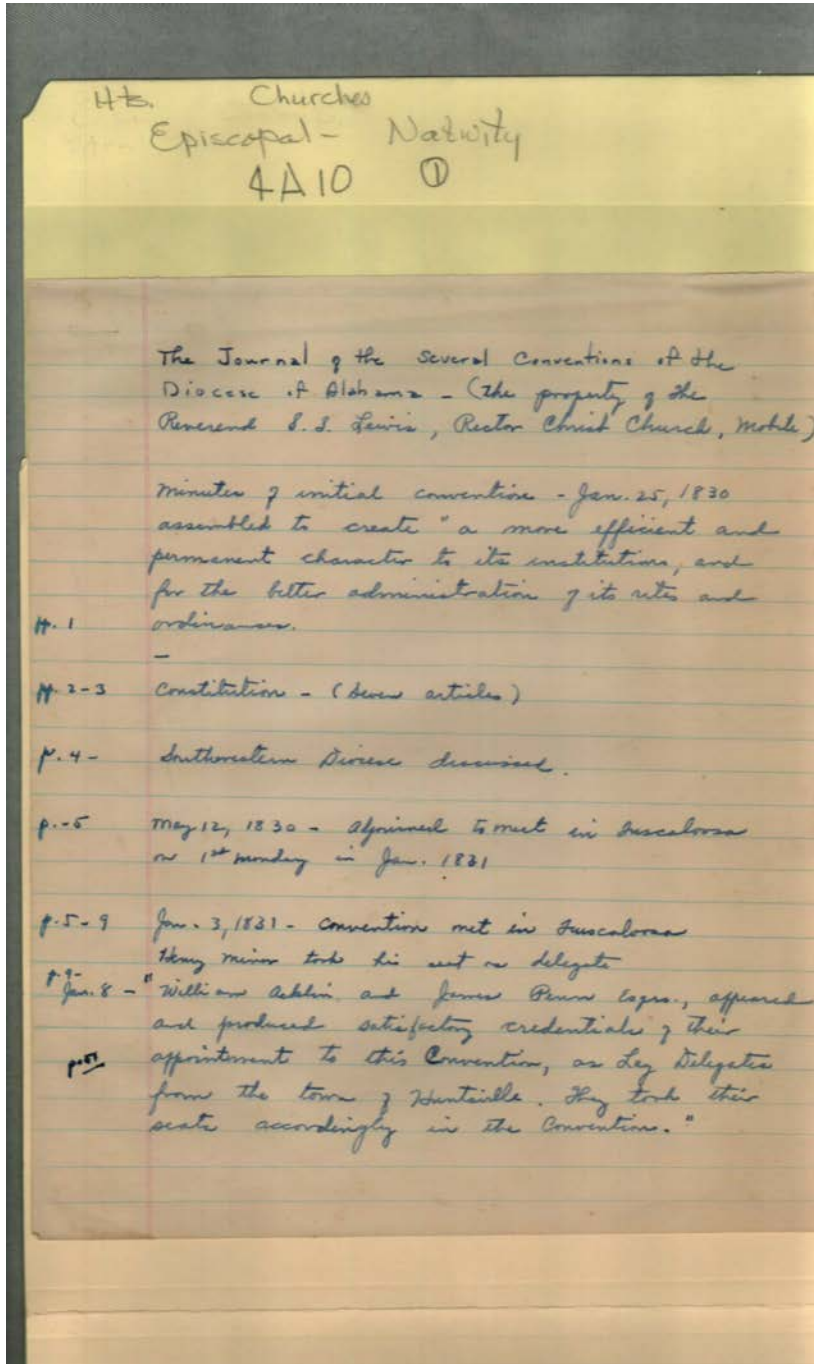 Hts. Churches
Episcopal - Nativity
4A10 ①
The Journal of the Several Conventions of the
Diocese of Alabama - (the property of the
Reverend S. S. Lewis, Rector Christ Church, Mobile)
Minutes of initial convention - Jan. 25, 1830
assembled to create "a more efficient and
permanent character to its institutions, and
for the better administration of its rites and
p. 1 ordinances.
-
pp. 2-3 Constitution - (seven articles)
p. 4 - Southwestern Diocese discussed.
p. - 5 May 12, 1830 - adjourned to meet in Tuscaloosa
on 1st Monday in Jan. 1831
p. 5-9 Jan. 3, 1831 - convention met in Tuscaloosa
Henry Minor took his seat as delegate
p. 9 -
"Jan. 8 - "William Acklin and James Penn Esqrs., appeared
and produced satisfactory credentials of their
appointment to this Convention, as Lay Delegates
from the town of Huntsville. They took their
seats accordingly in the Convention."